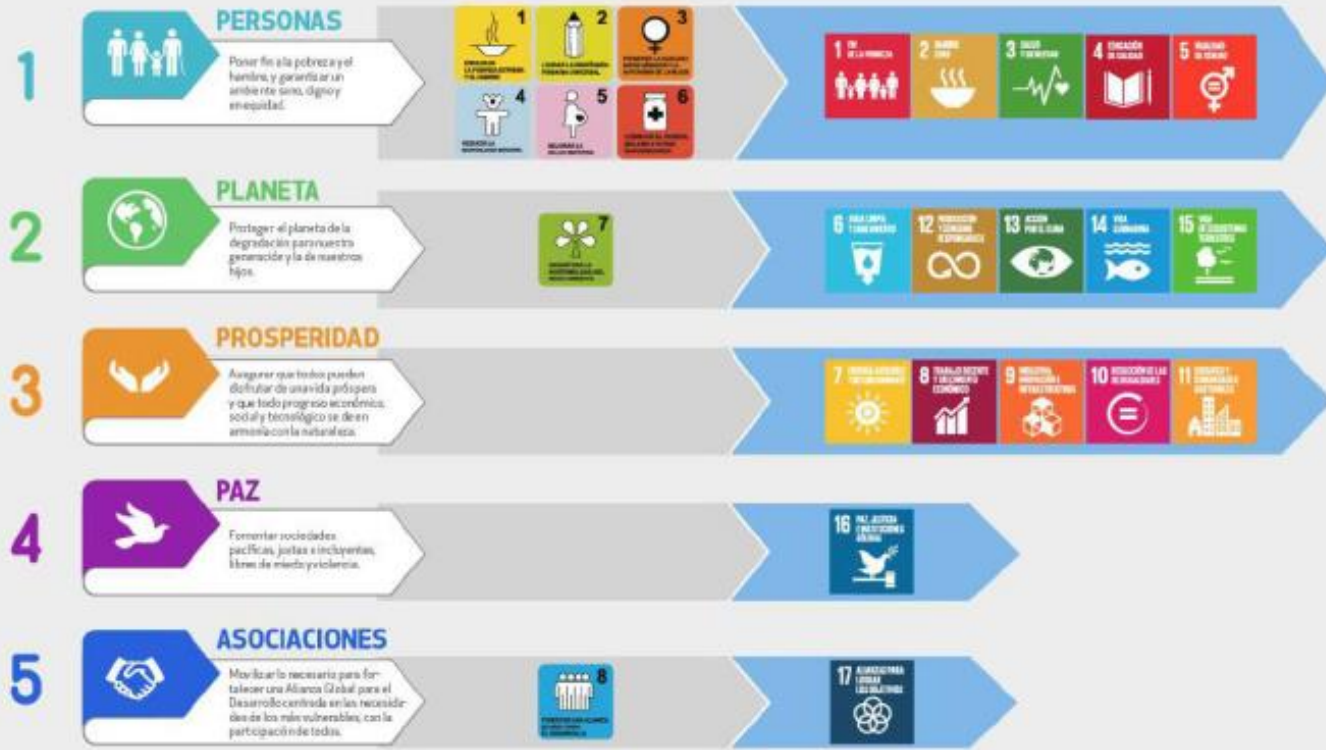 1
PERSONAS
Poner fin a la pobreza y el
hambre, y garantizar un
ambiente sano, digno y
en equidad.
1
2
3
4
5
6
1 FIN
DE LA POBREZA
2 HAMBRE
CERO
3 SALUD
Y BIENESTAR
4 EDUCACIÓN
DE CALIDAD
5 IGUALDAD
DE GÉNERO
2
PLANETA
Proteger el planeta de la
degradación para nuestra
generación y la de nuestros
hijos.
7
6 AGUA LIMPIA
Y SANEAMIENTO
12 PRODUCCIÓN
Y CONSUMO
RESPONSABLES
13 ACCIÓN
POR EL CLIMA
14 VIDA
SUBMARINA
15 VIDA
DE ECOSISTEMAS
TERRESTRES
3
PROSPERIDAD
Asegurar que todos puedan
disfrutar de una vida próspera
y que todo progreso económico,
social y tecnológico se de en
armonía con la naturaleza.
7
8 TRABAJO DECENTE
Y CRECIMIENTO
ECONÓMICO
9 INDUSTRIA,
INNOVACIÓN E
INFRAESTRUCTURA
10 REDUCCIÓN DE LAS
DESIGUALDADES
11 CIUDADES Y
COMUNIDADES
SOSTENIBLES
4
PAZ
Fomentar sociedades
pacíficas, justas e incluyentes,
libres de miedo y violencia.
16 PAZ, JUSTICIA
E INSTITUCIONES
SÓLIDAS
5
ASOCIACIONES
Movilizar lo necesario para for-
talecer una Alianza Global para el
Desarrollo centrada en las necesida-
des de los más vulnerables, con la
participación de todos.
8
17 ALIANZAS PARA
LOGRAR
LOS OBJETIVOS